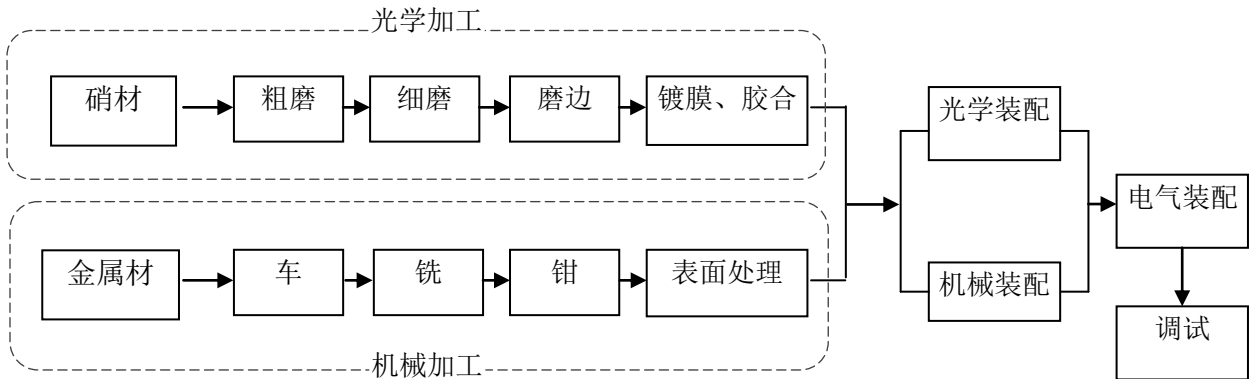 光学加工
硝材
粗磨
细磨
磨边
镀膜、胶合
光学装配
电气装配
金属材
车
铣
钳
表面处理
机械装配
调试
机械加工